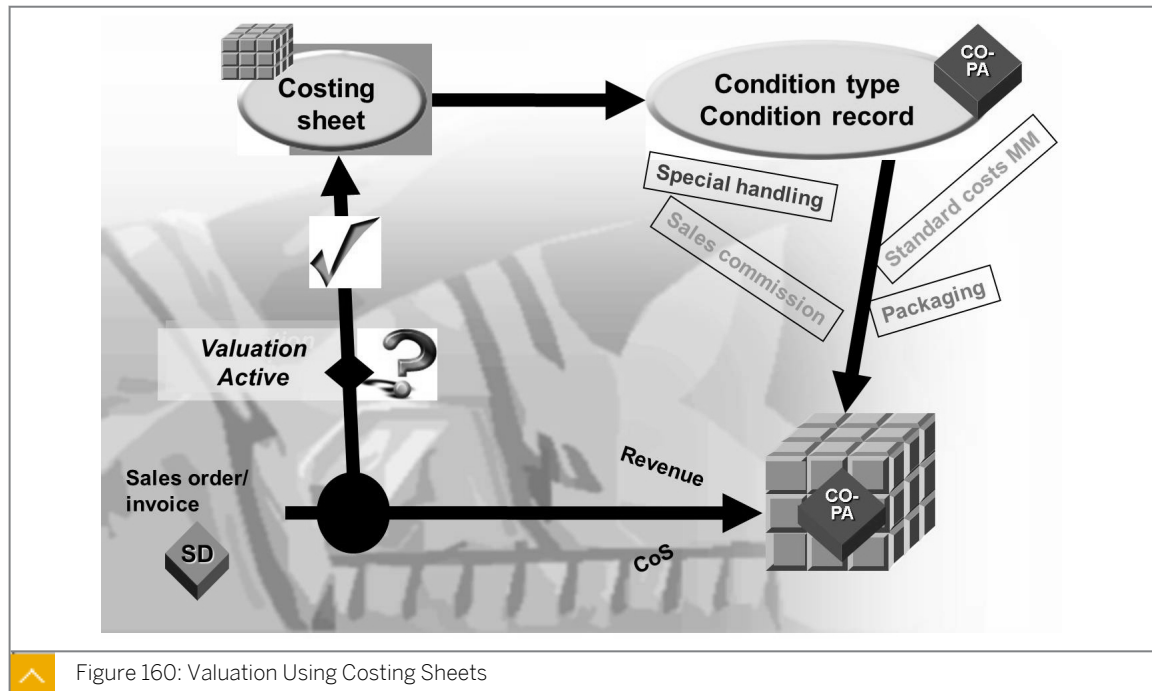 Costing
sheet
Condition type
Condition record
CO-
PA
Special handling
Sales commission
Standard costs MM
Packaging
Valuation
Active
Sales order/
invoice
SD
Revenue
CoS
CO-
PA
Figure 160: Valuation Using Costing Sheets